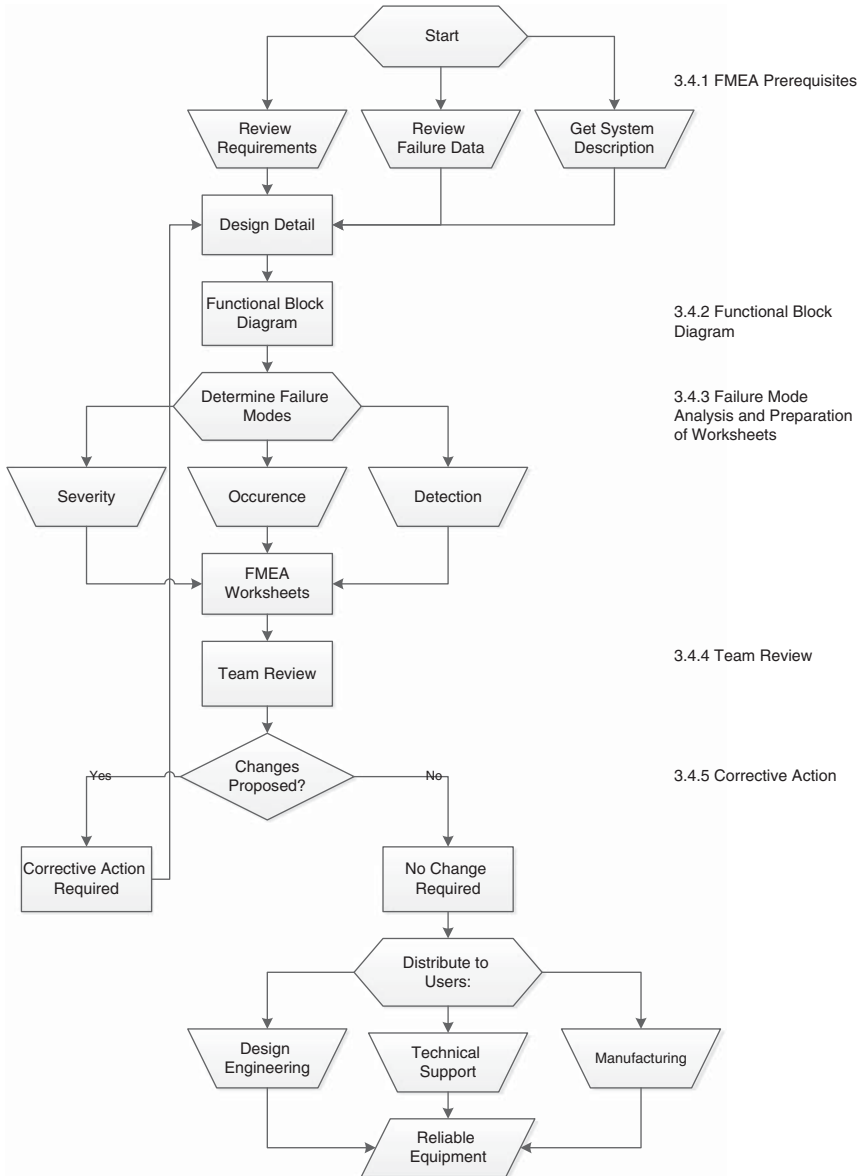 Start
3.4.1 FMEA Prerequisites
Review
Requirements
Review
Failure Data
Get System
Description
Design Detail
Functional Block
Diagram
3.4.2 Functional Block
Diagram
Determine Failure
Modes
3.4.3 Failure Mode
Analysis and Preparation
of Worksheets
Severity
Occurence
Detection
FMEA
Worksheets
Team Review
3.4.4 Team Review
Changes
Proposed?
Yes
No
3.4.5 Corrective Action
Corrective Action
Required
No Change
Required
Distribute to
Users:
Design
Engineering
Technical
Support
Manufacturing
Reliable
Equipment